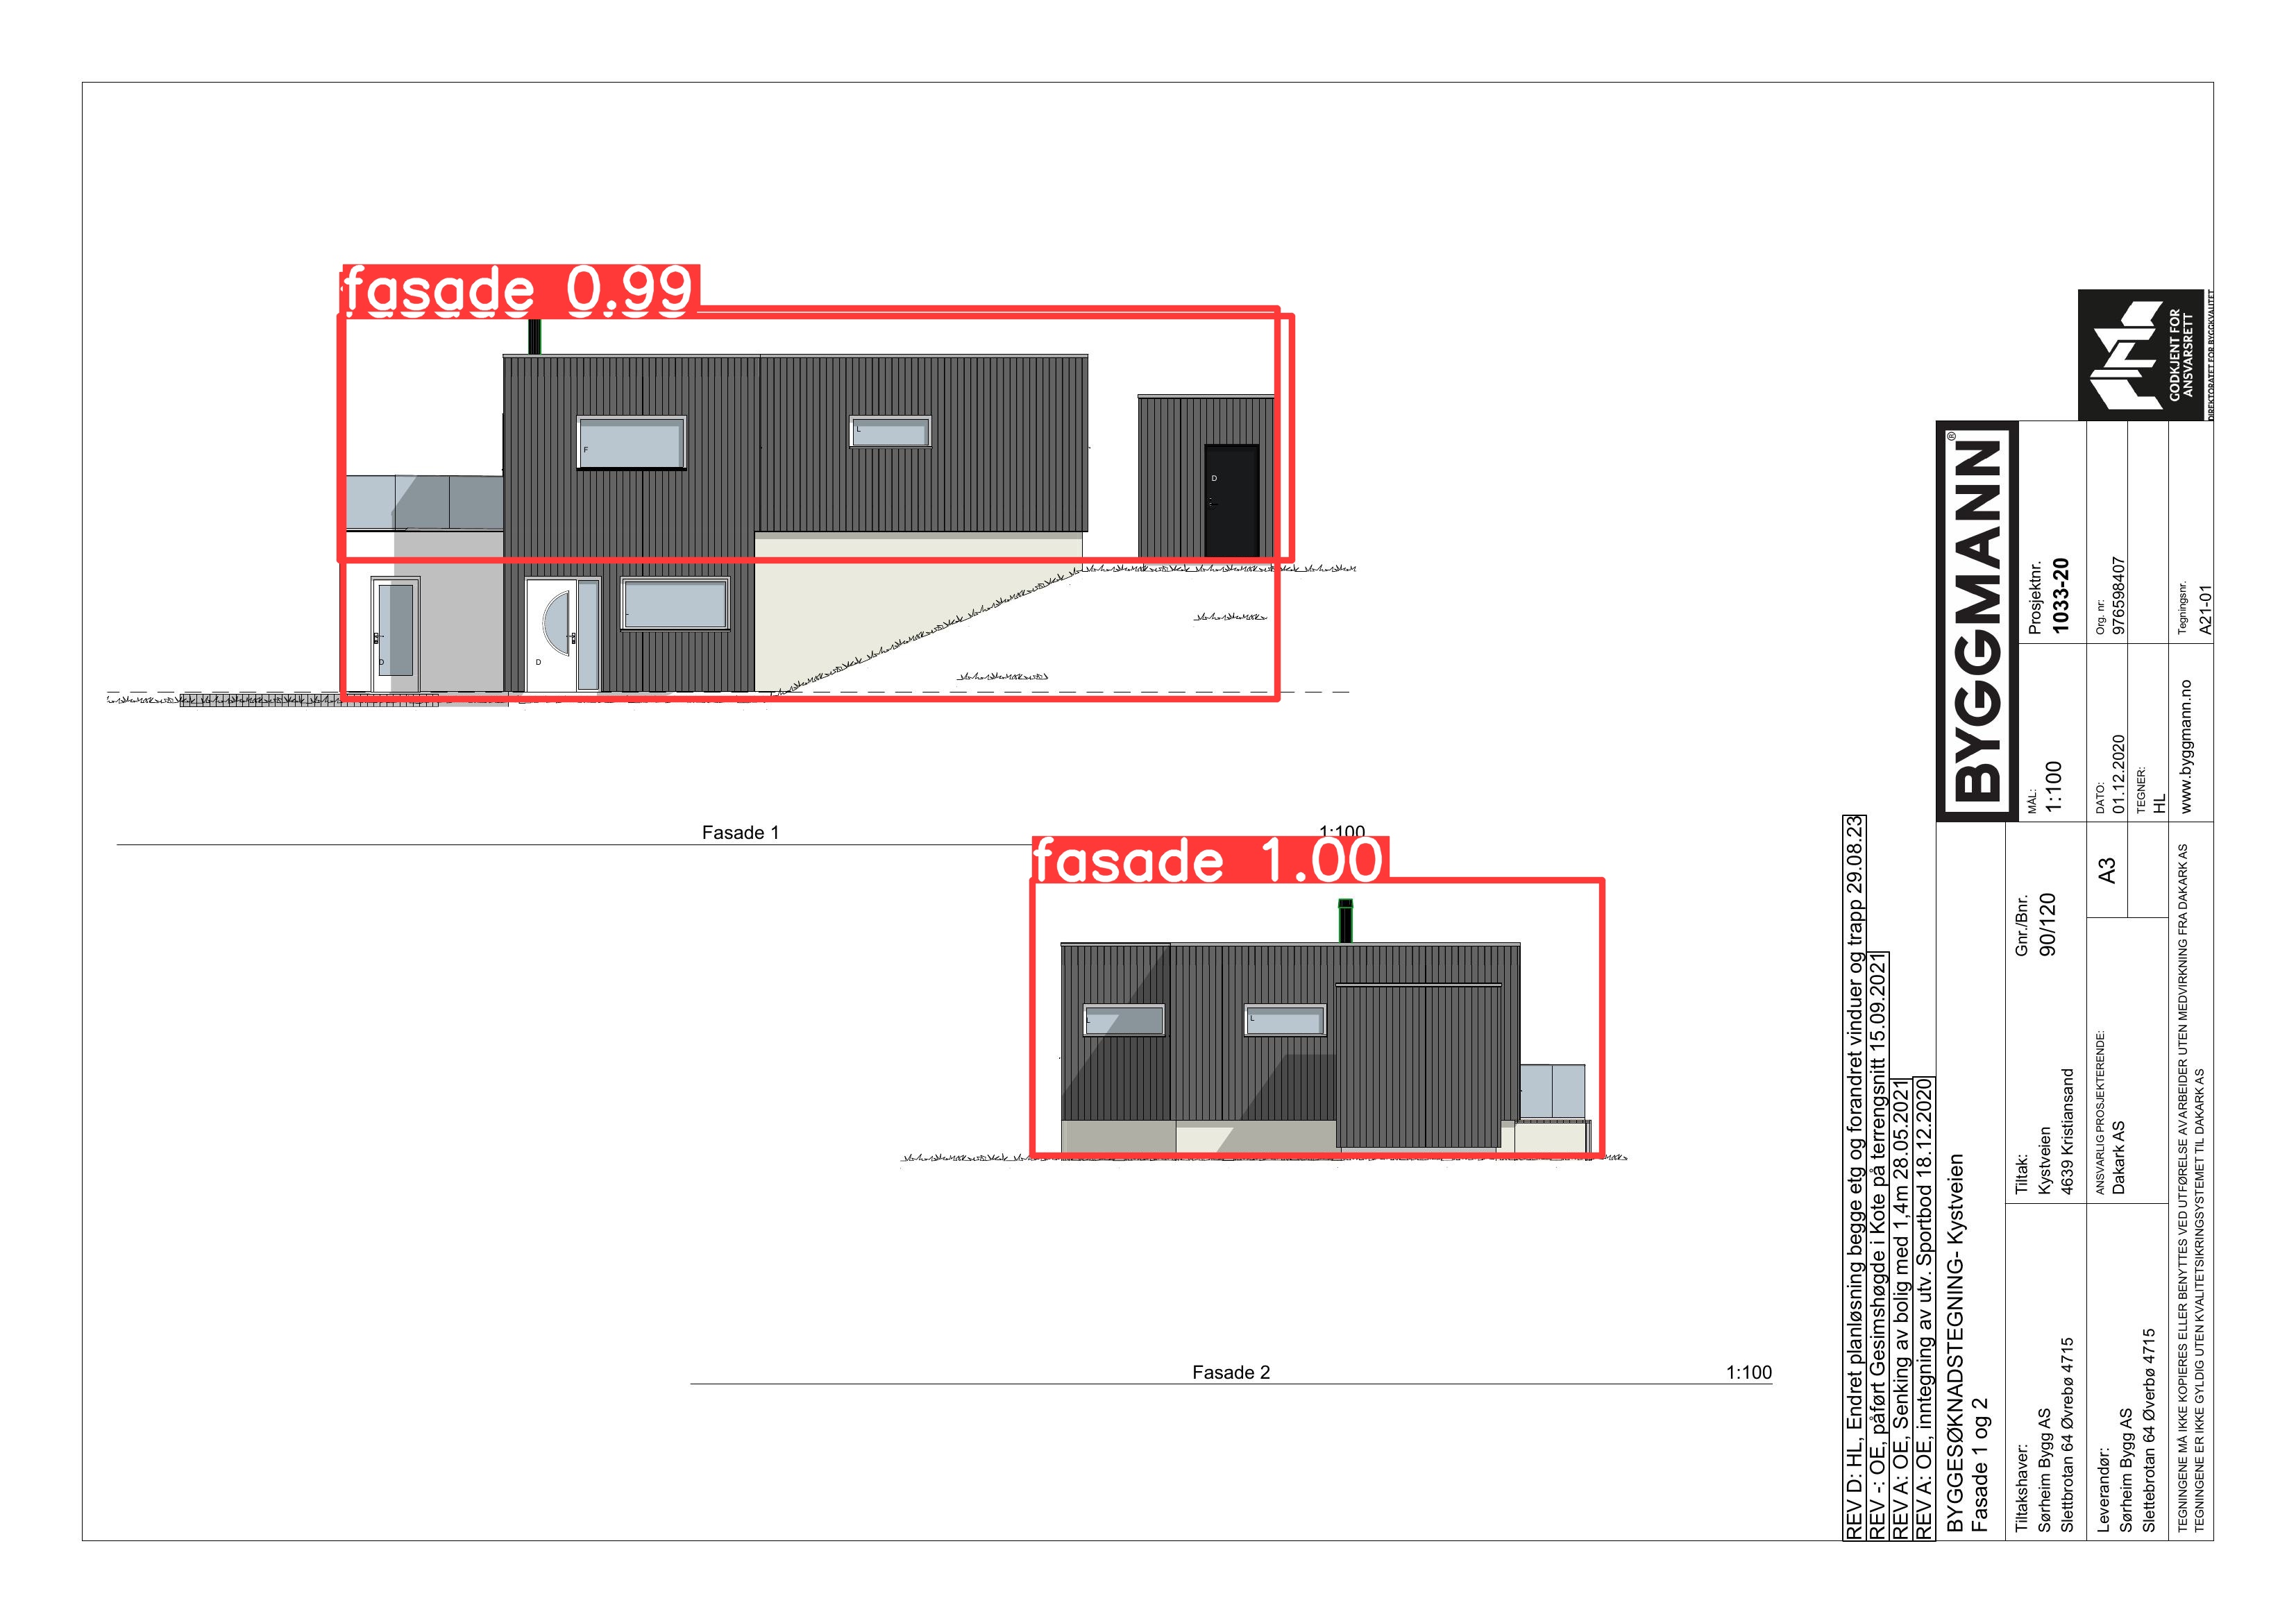 fasade 0.99
F
L
D
D
D
Fasade 1
1:100
fasade 1.00
L
L
Fasade 2
1:100
REV D: HL, Endret planløsning begge etg og forandret vinduer og trapp 29.08.23
REV -: OE, påført Gesimshøgde i Kote på terrengsnitt 15.09.2021
REV A: OE, Senking av bolig med 1,4m 28.05.2021
REV A: OE, inntegning av utv. Sportbod 18.12.2020
BYGGESØKNADSTEGNING- Kystveien
Fasade 1 og 2
BYGGMANN®
Tiltakshaver:
Sørheim Bygg AS
Slettbrotan 64 Øvrebø 4715
Tiltak:
Kystveien
4639 Kristiansand
Gnr./Bnr.
90/120
MÅL:
1:100
Prosjektnr.
1033-20
Leverandør:
Sørheim Bygg AS
Slettebrotan 64 Øverbø 4715
ANSVARLIG PROSJEKTERENDE:
Dakark AS
A3
DATO:
01.12.2020
TEGNER:
HL
Org. nr:
976598407
TEGNINGENE MÅ IKKE KOPIERES ELLER BENYTTES VED UTFØRELSE AV ARBEIDER UTEN MEDVIRKNING FRA DAKARK AS
TEGNINGENE ER IKKE GYLDIG UTEN KVALITETSIKRINGSYSTEMET TIL DAKARK AS
www.byggmann.no
Tegningsnr.
A21-01
GODKJENT FOR
ANSVARSRETT
DIREKTORATET FOR BYGGKVALITET